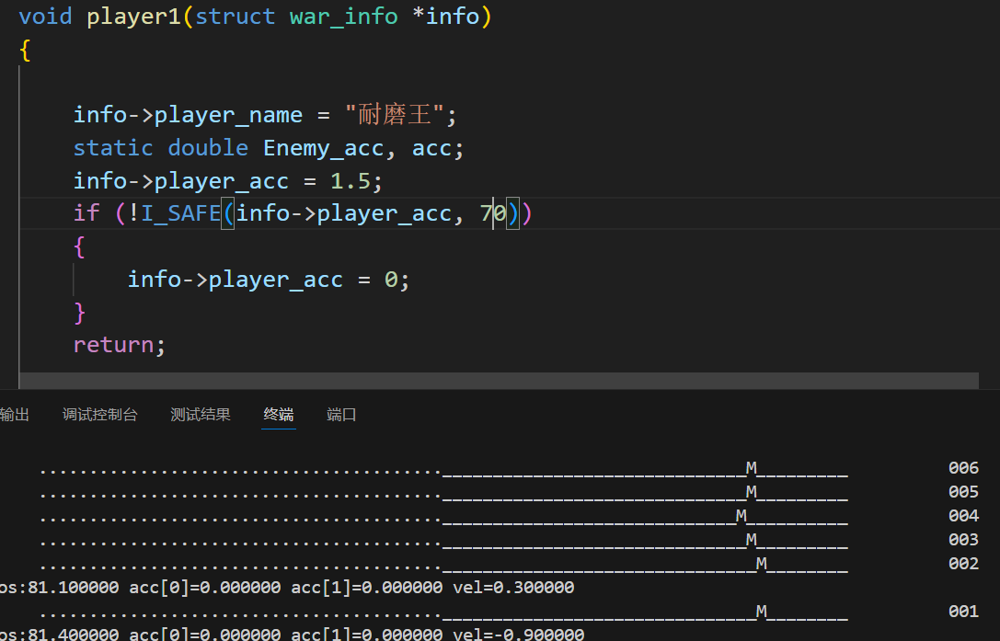 void player1(struct war_info *info)
{
info->player_name = "耐磨王";
static double Enemy_acc, acc;
info->player_acc = 1.5;
if (!I_SAFE(info->player_acc, 70))
{
info->player_acc = 0;
}
return;
输出 调试控制台 测试结果 终端 端口
........................................______________________________M_________ 006
........................................______________________________M_________ 005
........................................_____________________________M__________ 004
........................................______________________________M_________ 003
........................................_______________________________M________ 002
os:81.100000 acc[0]=0.000000 acc[1]=0.000000 vel=0.300000
........................................_______________________________M________ 001
os:81.400000 acc[0]=0.000000 acc[1]=0.000000 vel=-0.900000